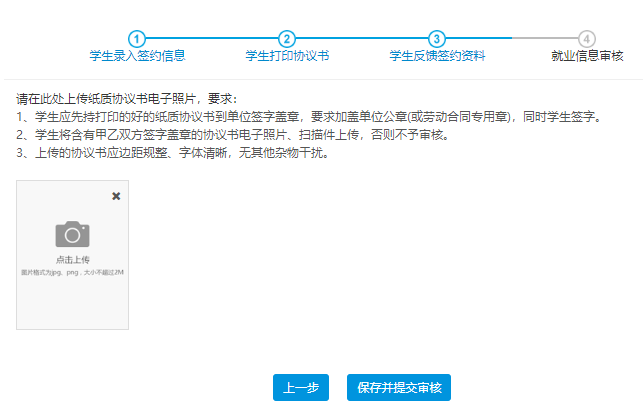 1 2 3 4
学生录入签约信息 学生打印协议书 学生反馈签约资料 就业信息审核
请在此处上传纸质协议书电子照片，要求：
1、学生应先持打印的好的纸质协议书到单位签字盖章，要求加盖单位公章(或劳动合同专用章)，同时学生签字。
2、学生将含有甲乙双方签字盖章的协议书电子照片、扫描件上传，否则不予审核。
3、上传的协议书应边距规整、字体清晰，无其他杂物干扰。
点击上传
图片格式为jpg、png，大小不超过2M
上一步 保存并提交审核